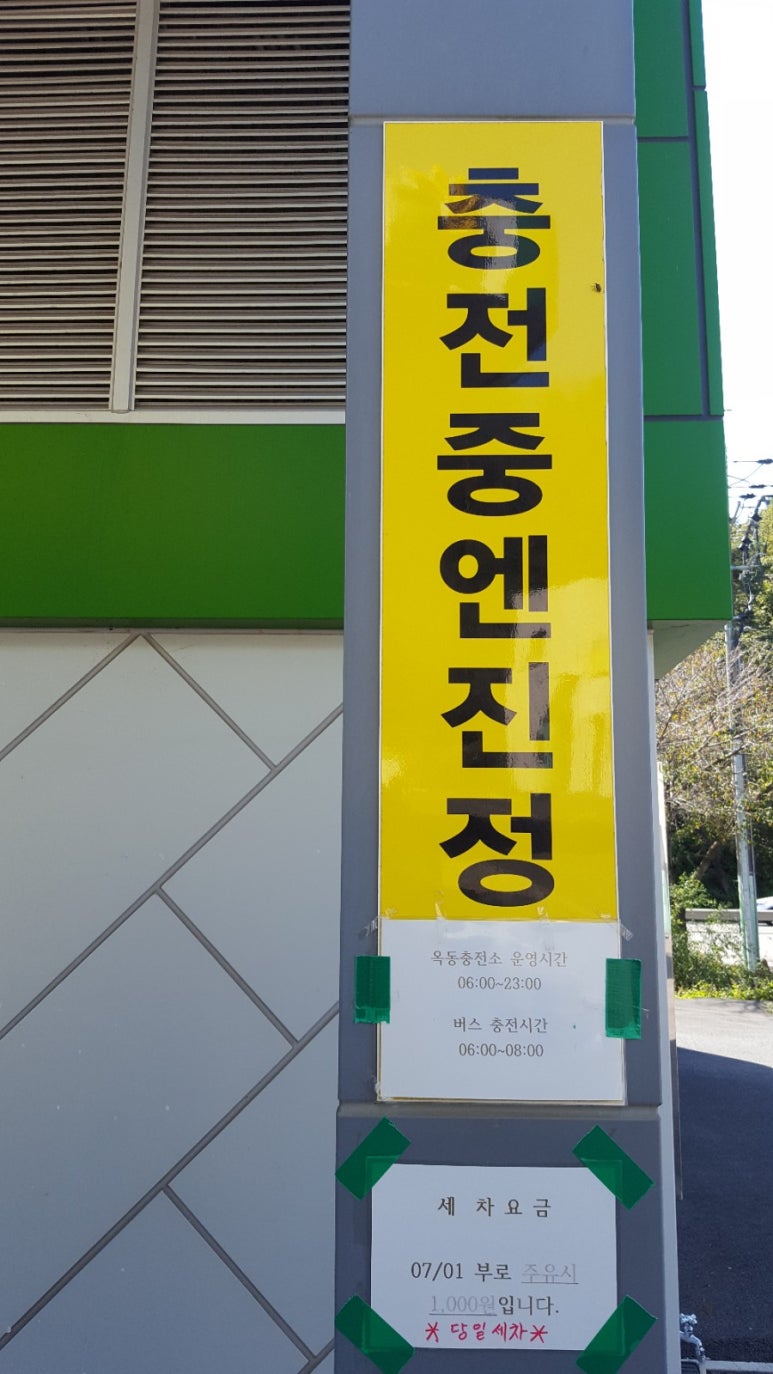 충전중엔진정
옥동충전소 운영시간
06:00~23:00
버스 충전시간
06:00~08:00
세 차 요 금
07/01 부로 주유시
1,000원입니다.
* 당일세차 *